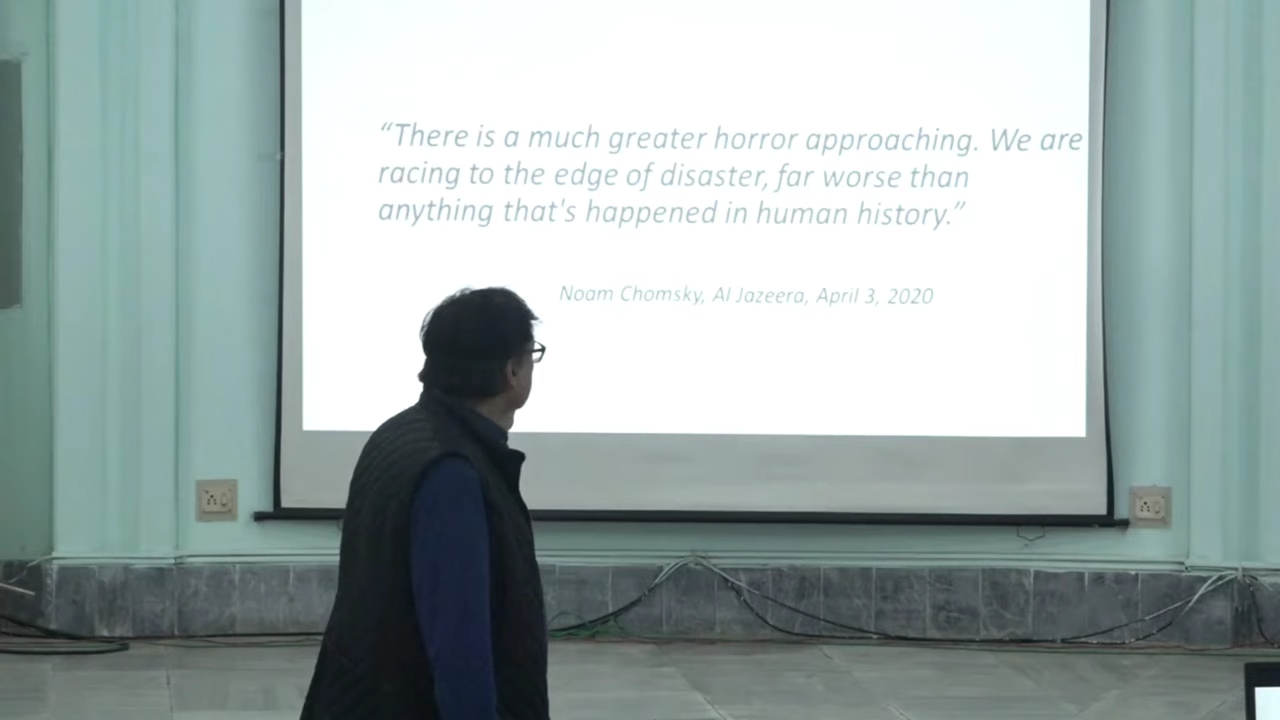 “There is a much greater horror approaching. We are
racing to the edge of disaster, far worse than
anything that's happened in human history.”
Noam Chomsky, Al Jazeera, April 3, 2020